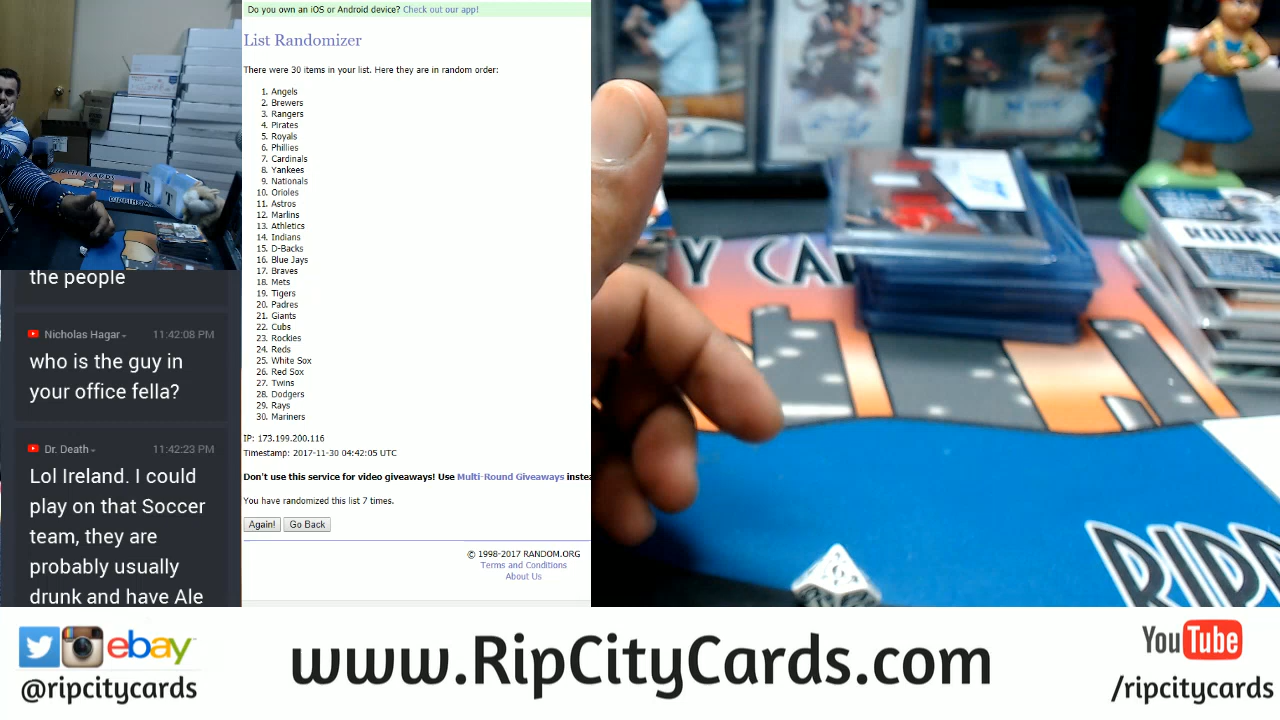 Do you own an iOS or Android device? Check out our app!
List Randomizer
There were 30 items in your list. Here they are in random order:
1. Angels
2. Brewers
3. Rangers
4. Pirates
5. Royals
6. Phillies
7. Cardinals
8. Yankees
9. Nationals
10. Orioles
11. Astros
12. Marlins
13. Athletics
14. Indians
15. D-Backs
16. Blue Jays
17. Braves
18. Mets
19. Tigers
20. Padres
21. Giants
22. Cubs
23. Rockies
24. Reds
25. White Sox
26. Red Sox
27. Twins
28. Dodgers
29. Rays
30. Mariners
IP: 173.199.200.116
Timestamp: 2017-11-30 04:42:05 UTC
Don't use this service for video giveaways! Use Multi-Round Giveaways inste
You have randomized this list 7 times.
Again! Go Back
© 1998-2017 RANDOM.ORG
Terms and Conditions
About Us
the people
Nicholas Hagar 11:42:08 PM
who is the guy in
your office fella?
Dr. Death 11:42:23 PM
Lol Ireland. I could
play on that Soccer
team, they are
probably usually
drunk and have Ale
Y CA
RODRI
RIPC
ebay
@ripcitycards
www.RipCityCards.com
YouTube
/ripcitycards